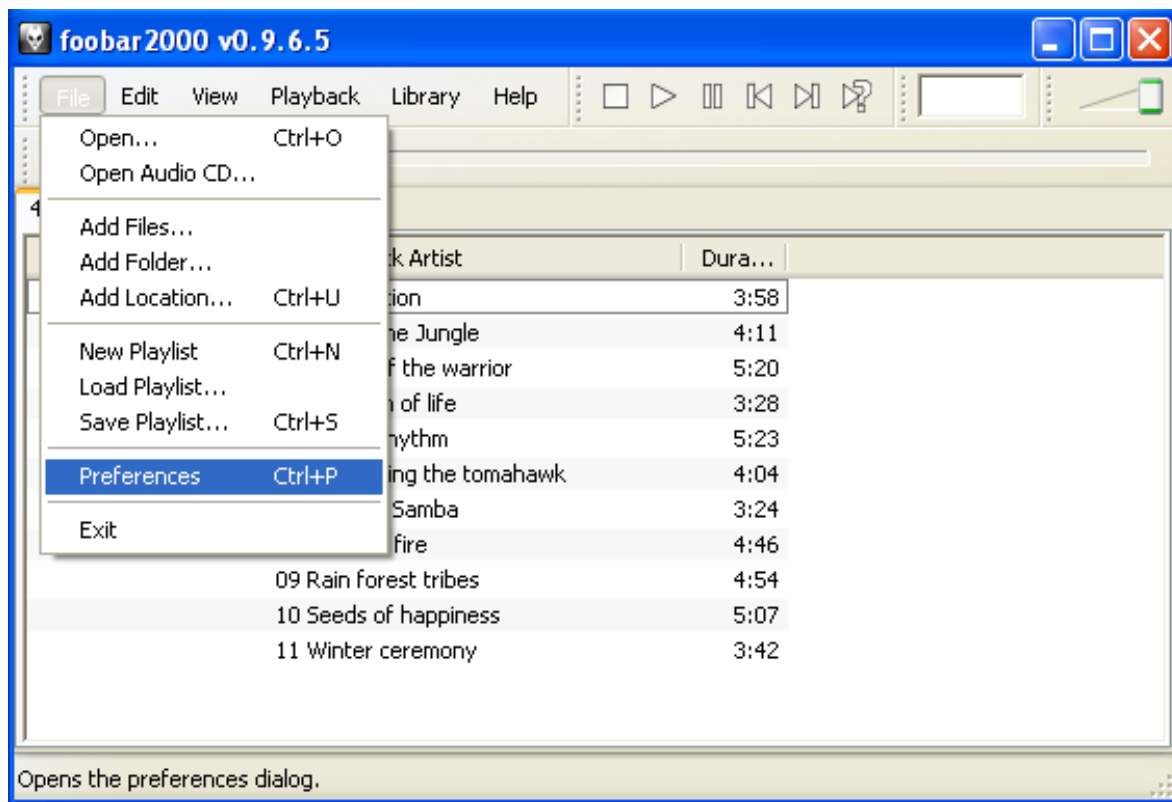 foobar2000 v0.9.6.5
File Edit View Playback Library Help
Open... Ctrl+O
Open Audio CD...
4
Add Files...
Add Folder...
Artist Dura...
Add Location... Ctrl+U
3:58
Jungle 4:11
New Playlist Ctrl+N
the warrior 5:20
Load Playlist...
of life 3:28
Save Playlist... Ctrl+S
5:23
Preferences Ctrl+P
the tomahawk 4:04
Samba 3:24
Exit
fire 4:46
09 Rain forest tribes 4:54
10 Seeds of happiness 5:07
11 Winter ceremony 3:42
Opens the preferences dialog.